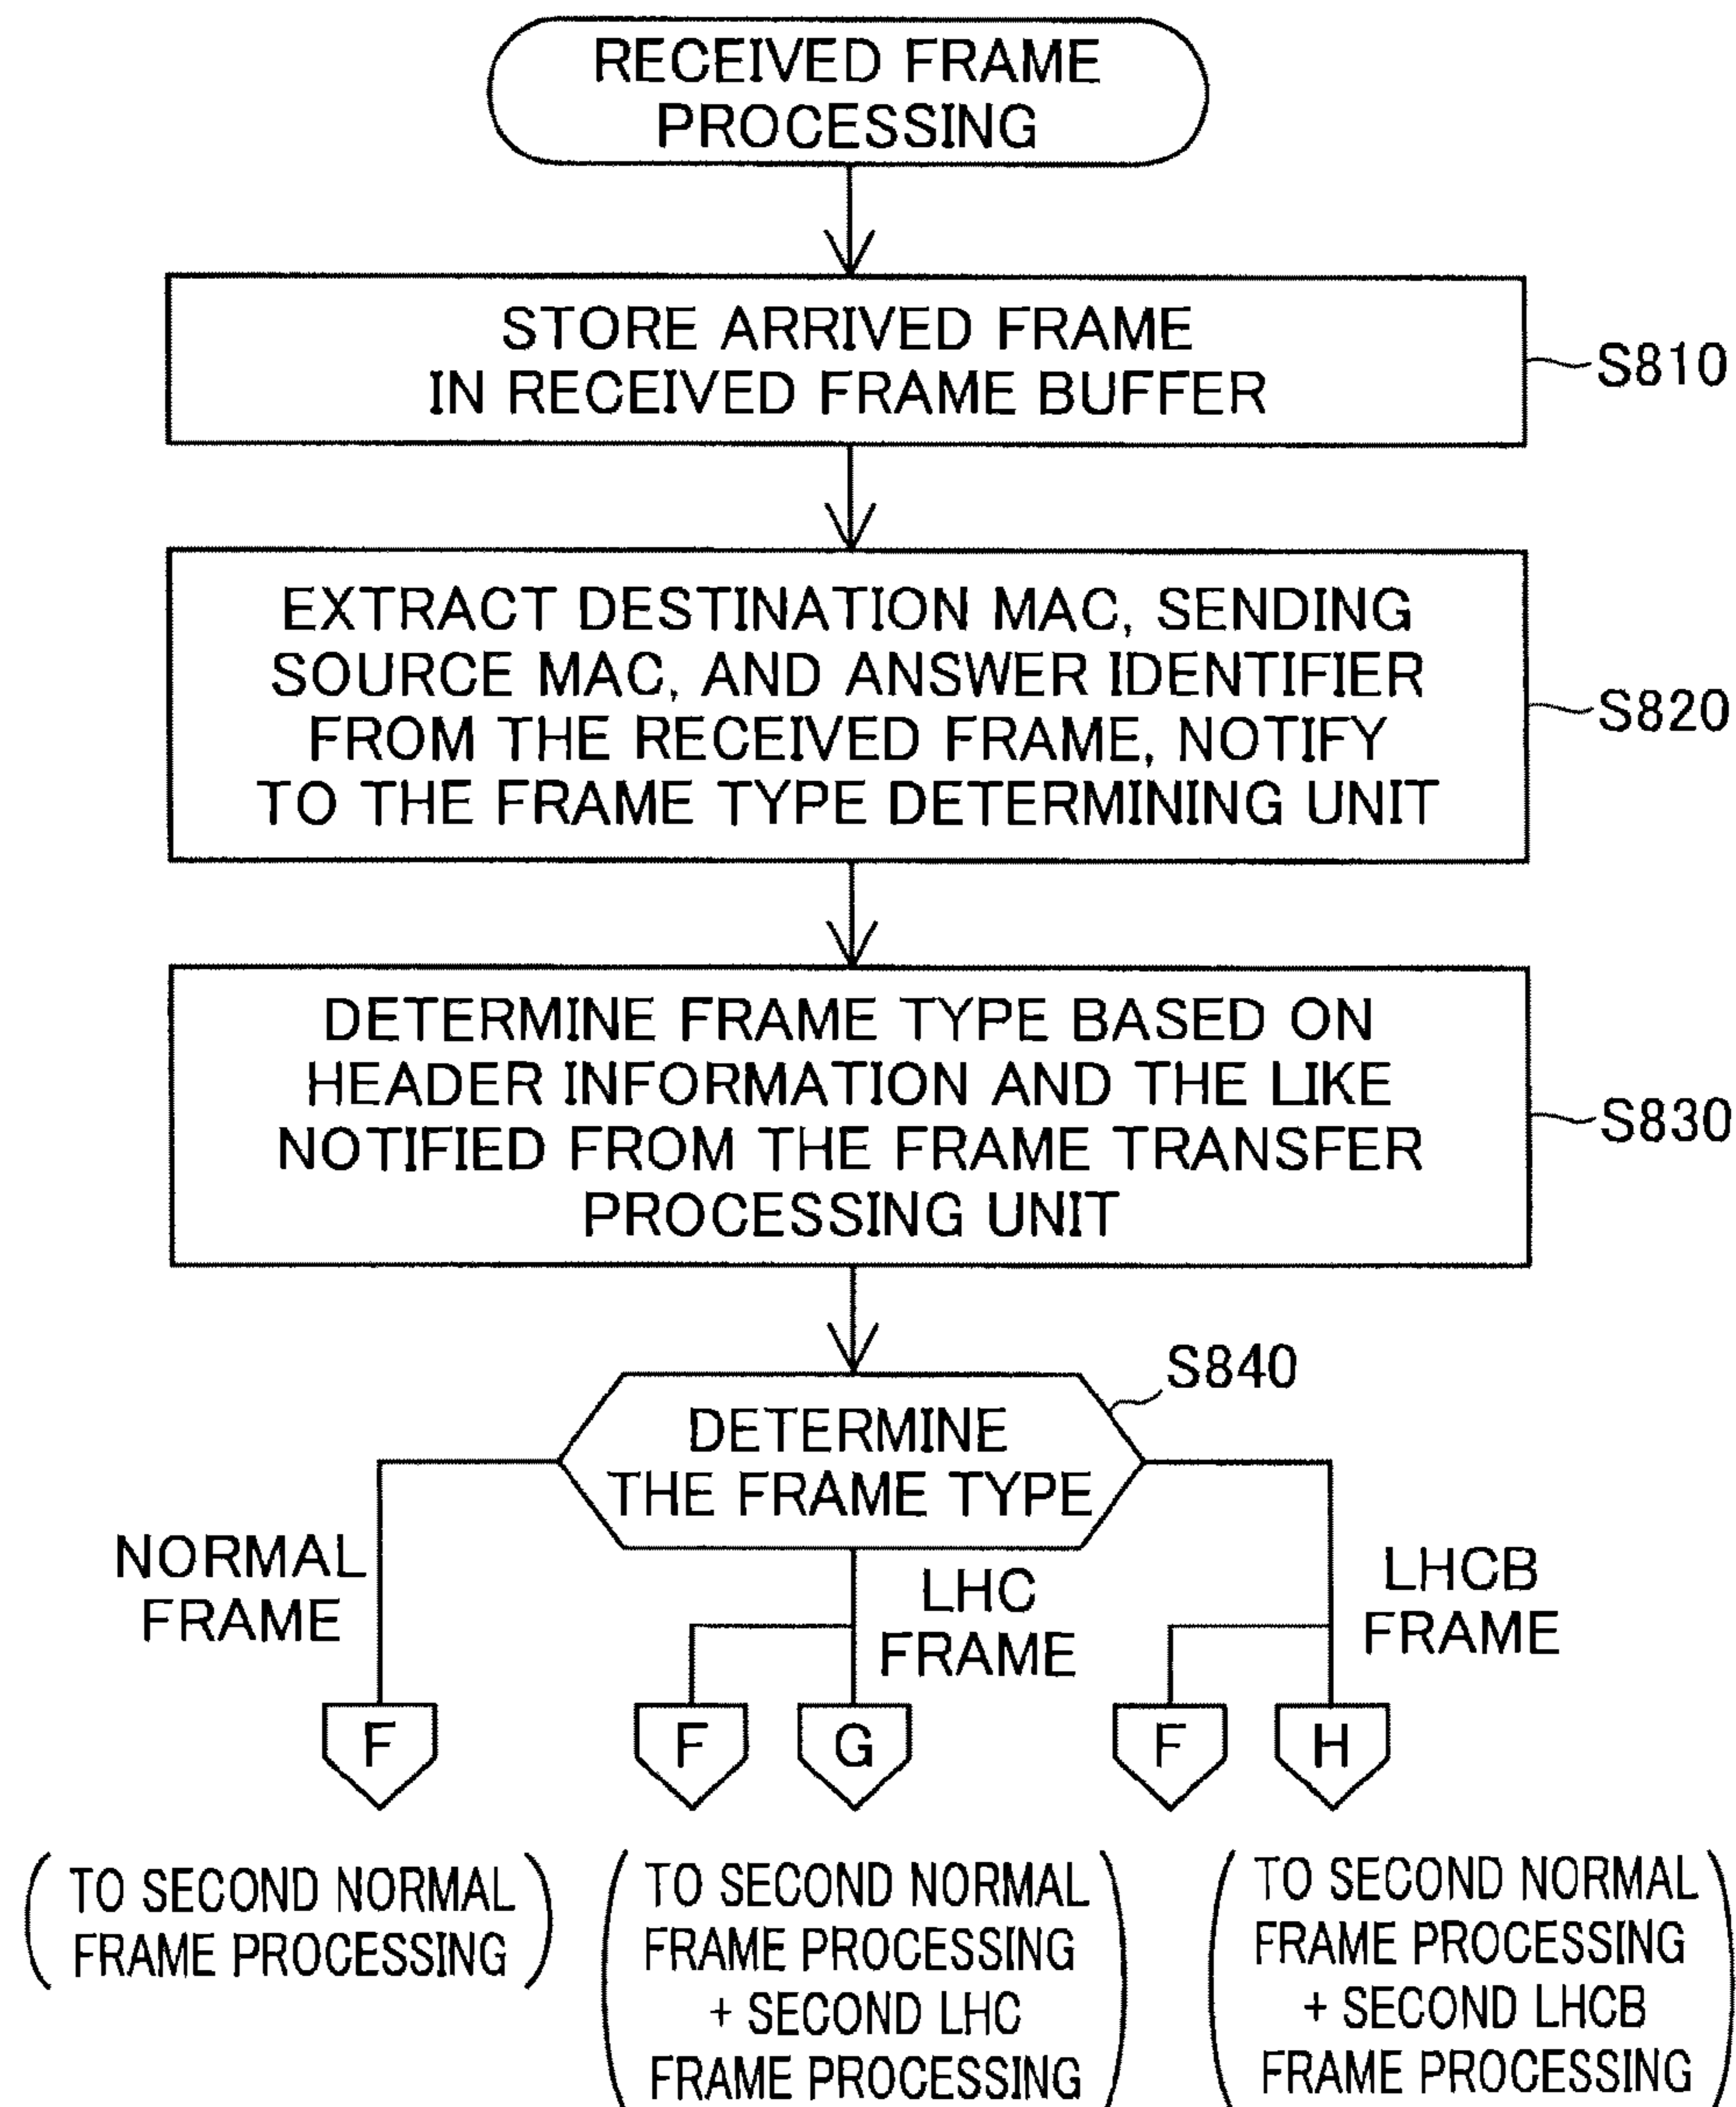 RECEIVED FRAME
PROCESSING
STORE ARRIVED FRAME
IN RECEIVED FRAME BUFFER
S810
EXTRACT DESTINATION MAC, SENDING
SOURCE MAC, AND ANSWER IDENTIFIER
FROM THE RECEIVED FRAME, NOTIFY
TO THE FRAME TYPE DETERMINING UNIT
S820
DETERMINE FRAME TYPE BASED ON
HEADER INFORMATION AND THE LIKE
NOTIFIED FROM THE FRAME TRANSFER
PROCESSING UNIT
S830
S840
DETERMINE
THE FRAME TYPE
NORMAL
FRAME
LHC
FRAME
LHCB
FRAME
F
F
G
F
H
(TO SECOND NORMAL
FRAME PROCESSING)
(TO SECOND NORMAL
FRAME PROCESSING
+ SECOND LHC
FRAME PROCESSING)
(TO SECOND NORMAL
FRAME PROCESSING
+ SECOND LHCB
FRAME PROCESSING)